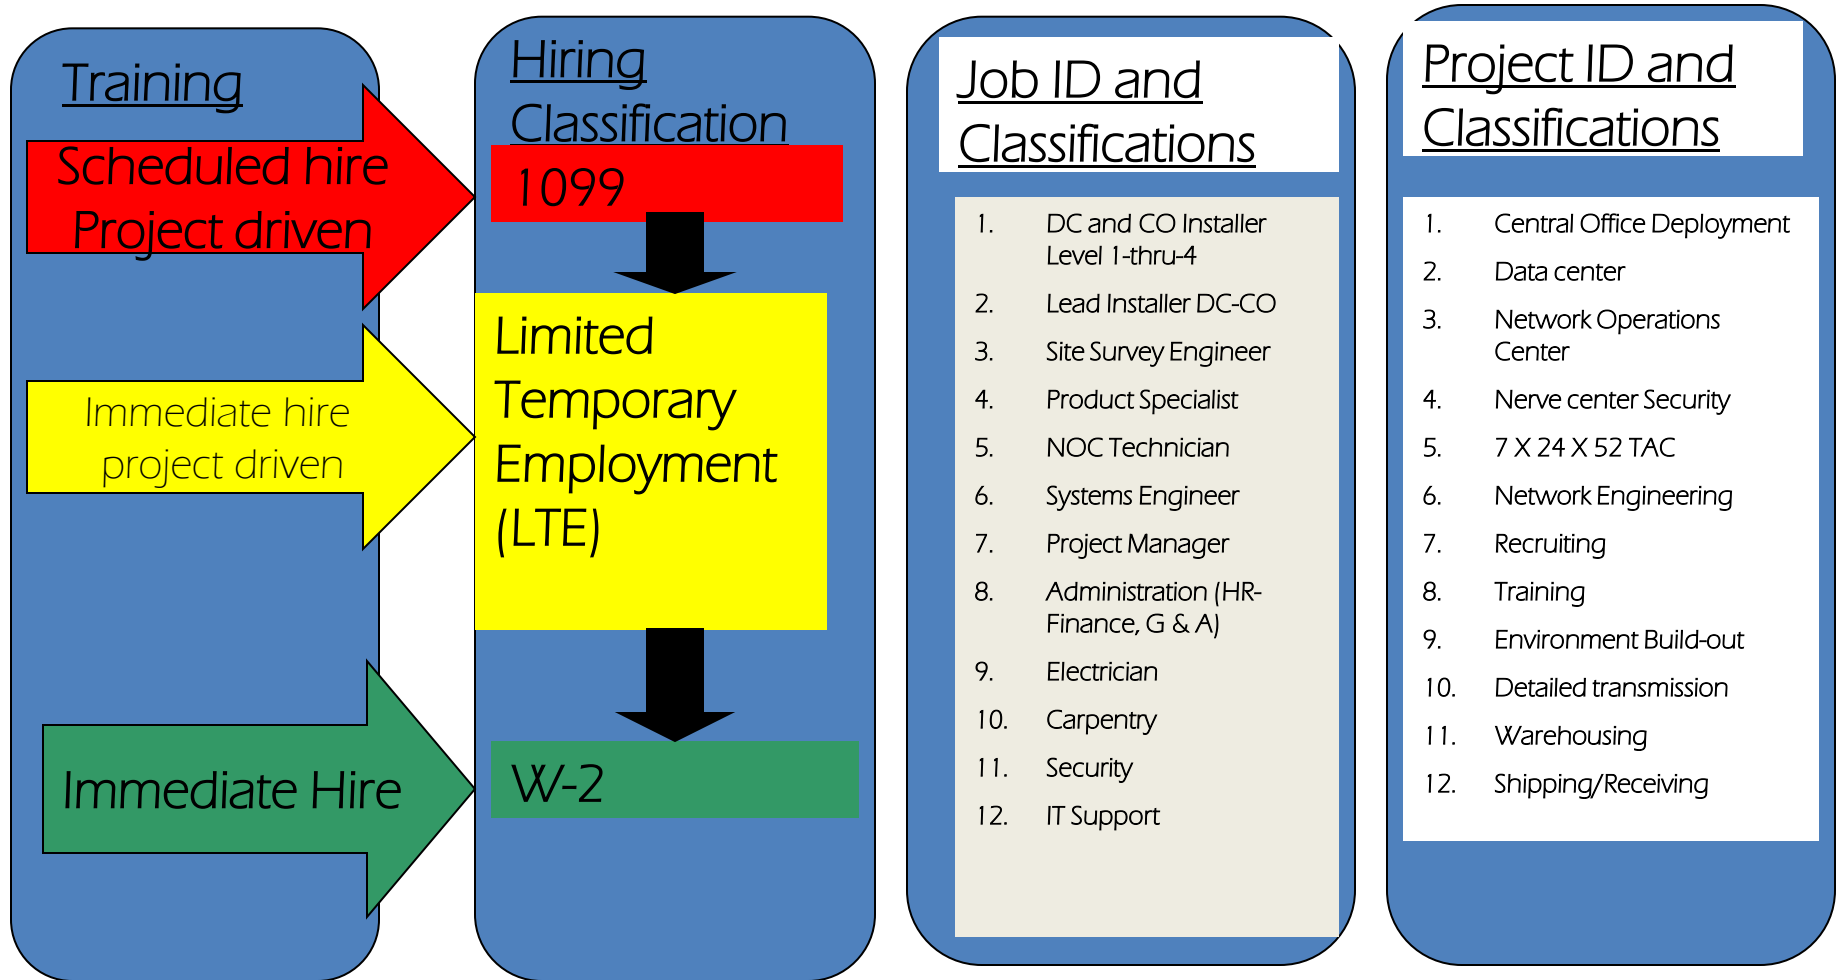 Training
Scheduled hire
Project driven
Immediate hire
project driven
Immediate Hire
Hiring
Classification
1099
Limited
Temporary
Employment
(LTE)
W-2
Job ID and
Classifications
1. DC and CO Installer
Level 1-thru-4
2. Lead Installer DC-CO
3. Site Survey Engineer
4. Product Specialist
5. NOC Technician
6. Systems Engineer
7. Project Manager
8. Administration (HR-
Finance, G & A)
9. Electrician
10. Carpentry
11. Security
12. IT Support
Project ID and
Classifications
1. Central Office Deployment
2. Data center
3. Network Operations
Center
4. Nerve center Security
5. 7 X 24 X 52 TAC
6. Network Engineering
7. Recruiting
8. Training
9. Environment Build-out
10. Detailed transmission
11. Warehousing
12. Shipping/Receiving